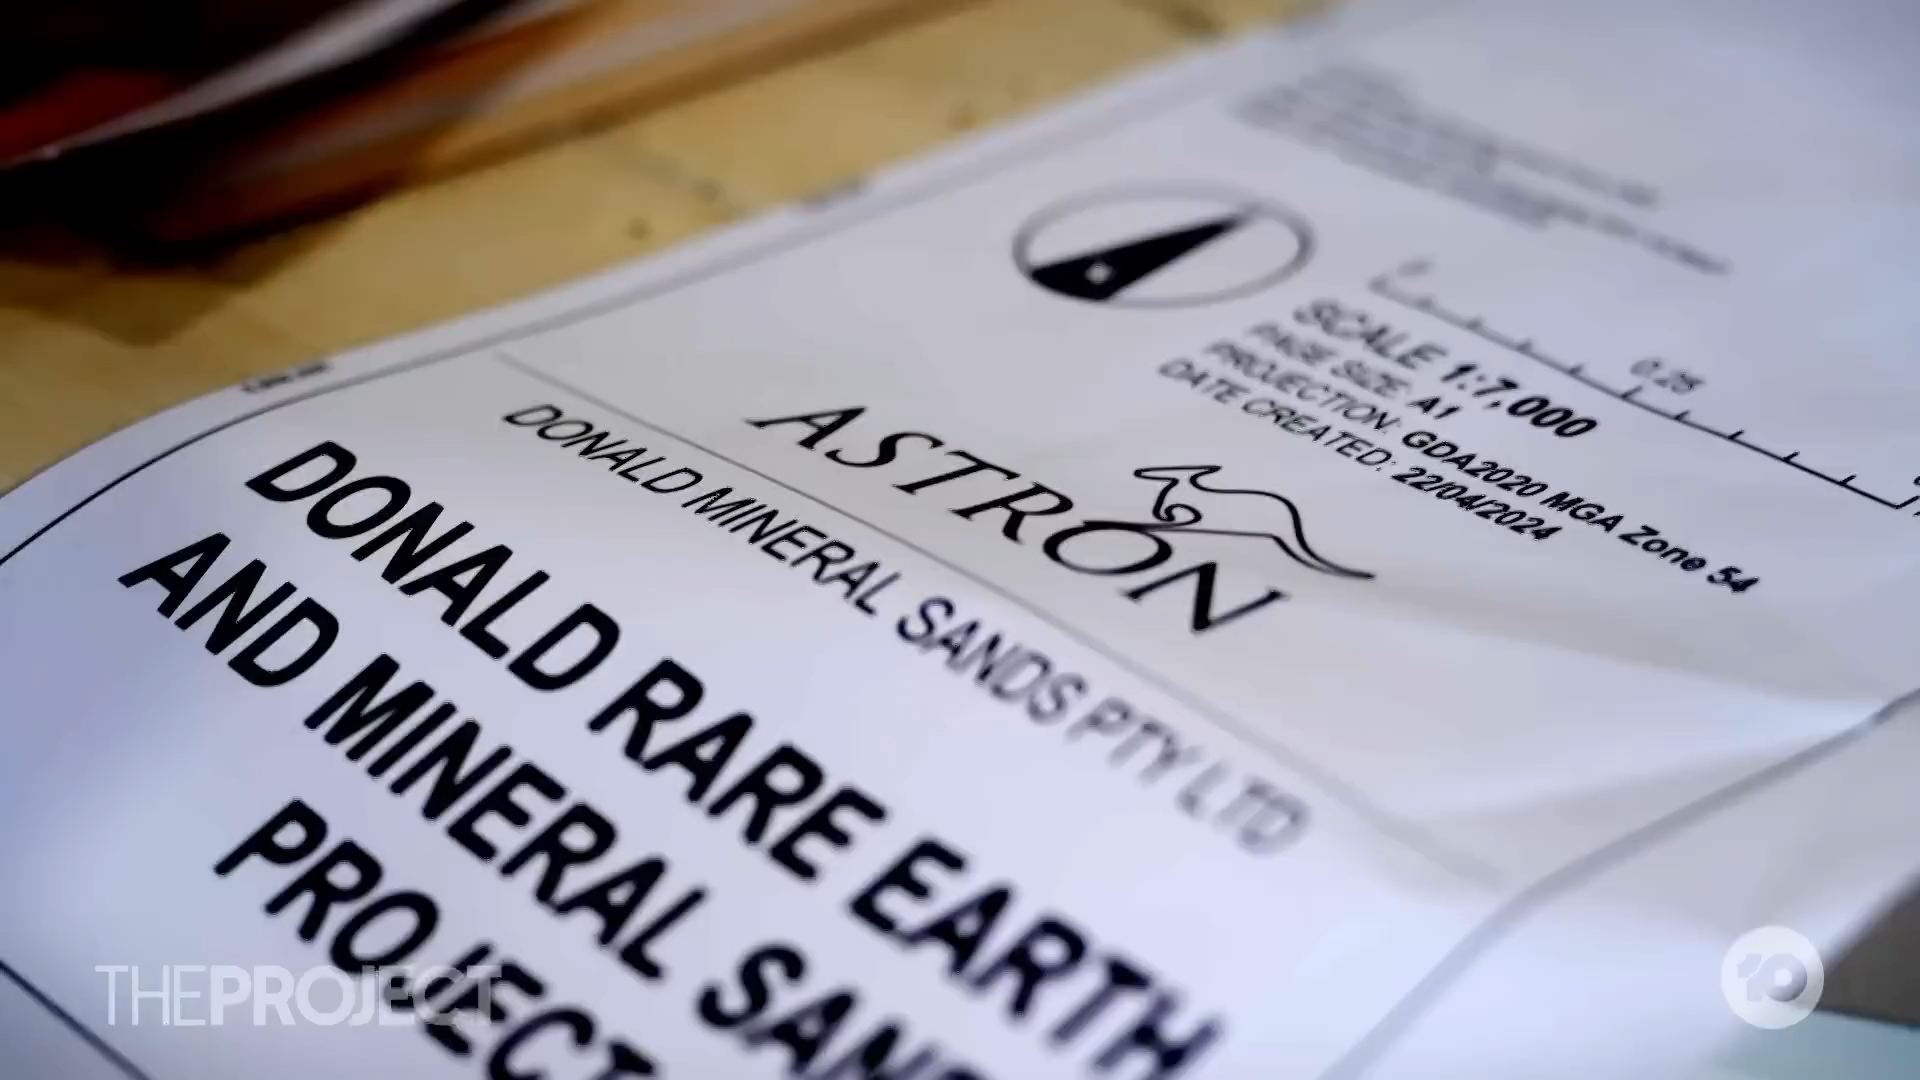 0
0.25
SCALE 1:7,000
PAGE SIZE: A1
PROJECTION: GDA2020 MGA Zone 54
DATE CREATED: 22/04/2024
ASTRON
DONALD MINERAL SANDS PTY LTD
DONALD RARE EARTH
AND MINERAL SANDS
PROJECT
THEPROJECT
10